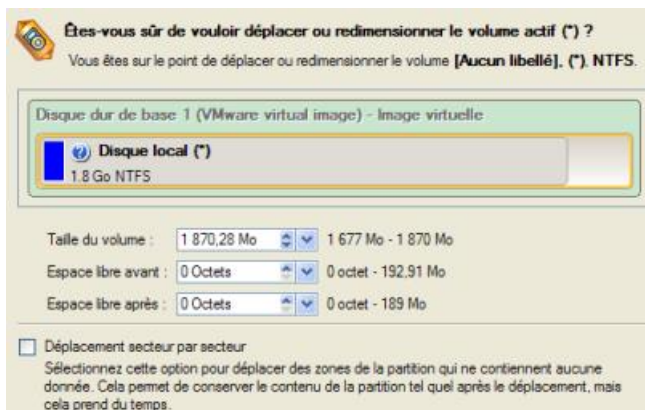 Êtes-vous sûr de vouloir déplacer ou redimensionner le volume actif (*) ?
Vous êtes sur le point de déplacer ou redimensionner le volume [Aucun libellé], (*), NTFS.
Disque dur de base 1 (VMware virtual image) - Image virtuelle
Disque local (*)
1.8 Go NTFS
Taille du volume : 1 870,28 Mo 1 677 Mo - 1 870 Mo
Espace libre avant : 0 Octets 0 octet - 192,91 Mo
Espace libre après : 0 Octets 0 octet - 189 Mo
Déplacement secteur par secteur
Sélectionnez cette option pour déplacer des zones de la partition qui ne contiennent aucune
donnée. Cela permet de conserver le contenu de la partition tel quel après le déplacement, mais
cela prend du temps.